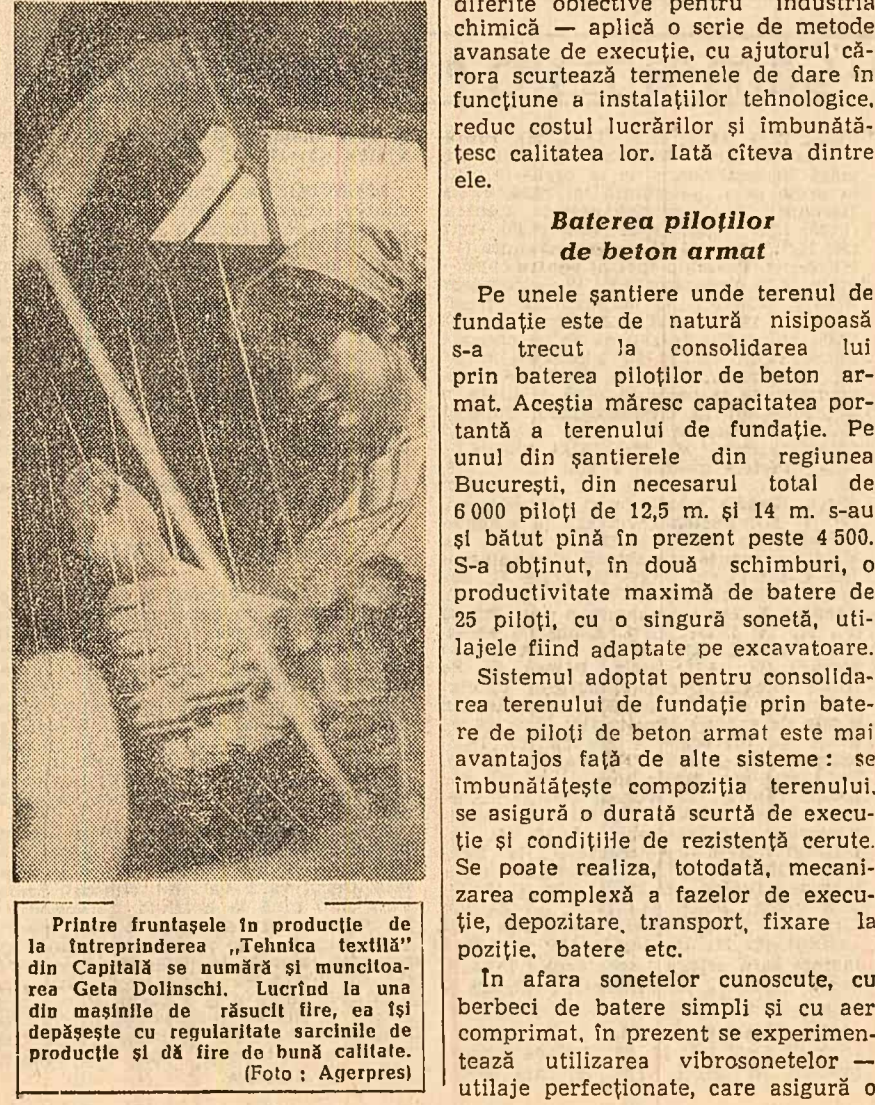 Printre fruntașele în producție de
la întreprinderea „Tehnica textilă”
din Capitală se numără și muncitoa-
rea Geta Dolinschi. Lucrînd la una
din mașinile de răsucit fire, ea își
depășește cu regularitate sarcinile de
producție și dă fire de bună calitate.
(Foto : Agerpres)
diferite obiective pentru industria
chimică — aplică o serie de metode
avansate de execuție, cu ajutorul că-
rora scurtează termenele de dare în
funcțiune a instalațiilor tehnologice,
reduc costul lucrărilor și îmbunătă-
țesc calitatea lor. Iată cîteva dintre
ele.
Baterea piloților
de beton armat
Pe unele șantiere unde terenul de
fundație este de natură nisipoasă
s-a trecut la consolidarea lui
prin baterea piloților de beton ar-
mat. Aceștia măresc capacitatea por-
tantă a terenului de fundație. Pe
unul din șantierele din regiunea
București, din necesarul total de
6 000 piloți de 12,5 m. și 14 m. s-au
și bătut pînă în prezent peste 4 500.
S-a obținut, în două schimburi, o
productivitate maximă de batere de
25 piloți, cu o singură sonetă, uti-
lajele fiind adaptate pe excavatoare.
Sistemul adoptat pentru consolida-
rea terenului de fundație prin bate-
re de piloți de beton armat este mai
avantajos față de alte sisteme : se
îmbunătățește compoziția terenului,
se asigură o durată scurtă de execu-
ție și condițiile de rezistență cerute.
Se poate realiza, totodată, mecani-
zarea complexă a fazelor de execu-
ție, depozitare, transport, fixare la
poziție, batere etc.
În afara sonetelor cunoscute, cu
berbeci de batere simpli și cu aer
comprimat, în prezent se experimen-
tează utilizarea vibrosonetelor —
utilaje perfecționate, care asigură o